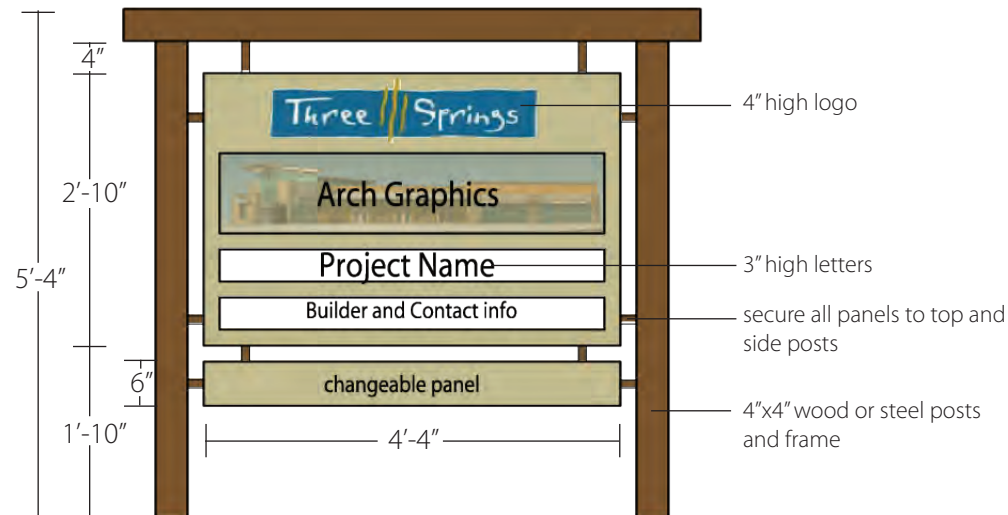 4”
Three Springs
4” high logo
2’-10”
Arch Graphics
5’-4”
Project Name
3” high letters
Builder and Contact info
secure all panels to top and
side posts
6”
changeable panel
1’-10”
4’-4”
4”x4” wood or steel posts
and frame